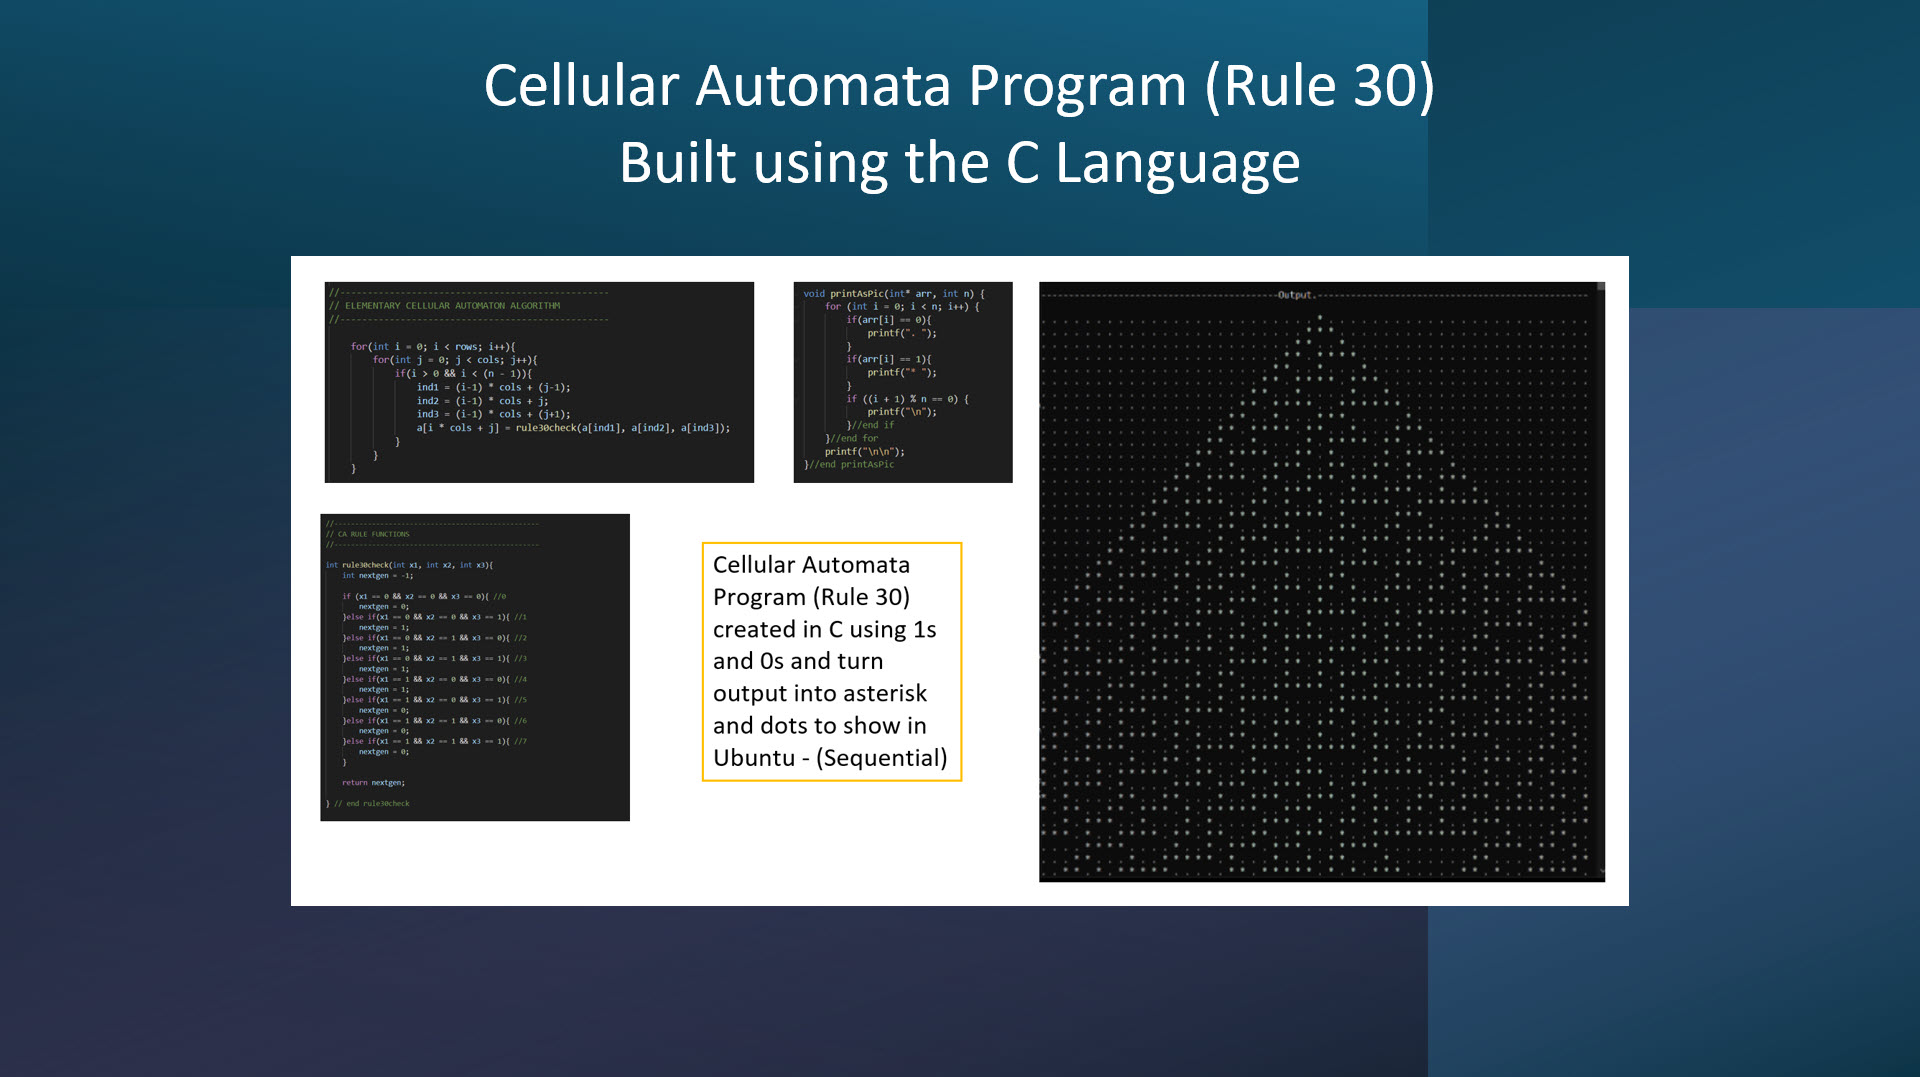 Cellular Automata Program (Rule 30)
Built using the C Language
//--------------------------------------------------
// ELEMENTARY CELLULAR AUTOMATON ALGORITHM
//--------------------------------------------------
for(int i = 0; i < rows; i++){
for(int j = 0; j < cols; j++){
if(i > 0 && i < (n - 1)){
ind1 = (i-1) * cols + (j-1);
ind2 = (i-1) * cols + j;
ind3 = (i-1) * cols + (j+1);
a[i * cols + j] = rule30check(a[ind1], a[ind2], a[ind3]);
}
}
}
void printAsPic(int* arr, int n) {
for (int i = 0; i < n; i++) {
if(arr[i] == 0){
printf(". ");
}
if(arr[i] == 1){
printf("* ");
}
if ((i + 1) % n == 0) {
printf("\n");
}//end if
}//end for
printf("\n\n");
}//end printAsPic
//--------------------------------------------------
// CA RULE FUNCTIONS
//--------------------------------------------------
int rule30check(int x1, int x2, int x3){
int nextgen = -1;
if (x1 == 0 && x2 == 0 && x3 == 0){ //0
nextgen = 0;
}else if(x1 == 0 && x2 == 0 && x3 == 1){ //1
nextgen = 1;
}else if(x1 == 0 && x2 == 1 && x3 == 0){ //2
nextgen = 1;
}else if(x1 == 0 && x2 == 1 && x3 == 1){ //3
nextgen = 1;
}else if(x1 == 1 && x2 == 0 && x3 == 0){ //4
nextgen = 1;
}else if(x1 == 1 && x2 == 0 && x3 == 1){ //5
nextgen = 0;
}else if(x1 == 1 && x2 == 1 && x3 == 0){ //6
nextgen = 0;
}else if(x1 == 1 && x2 == 1 && x3 == 1){ //7
nextgen = 0;
}
return nextgen;
} // end rule30check
Cellular Automata
Program (Rule 30)
created in C using 1s
and 0s and turn
output into asterisk
and dots to show in
Ubuntu - (Sequential)
Output.